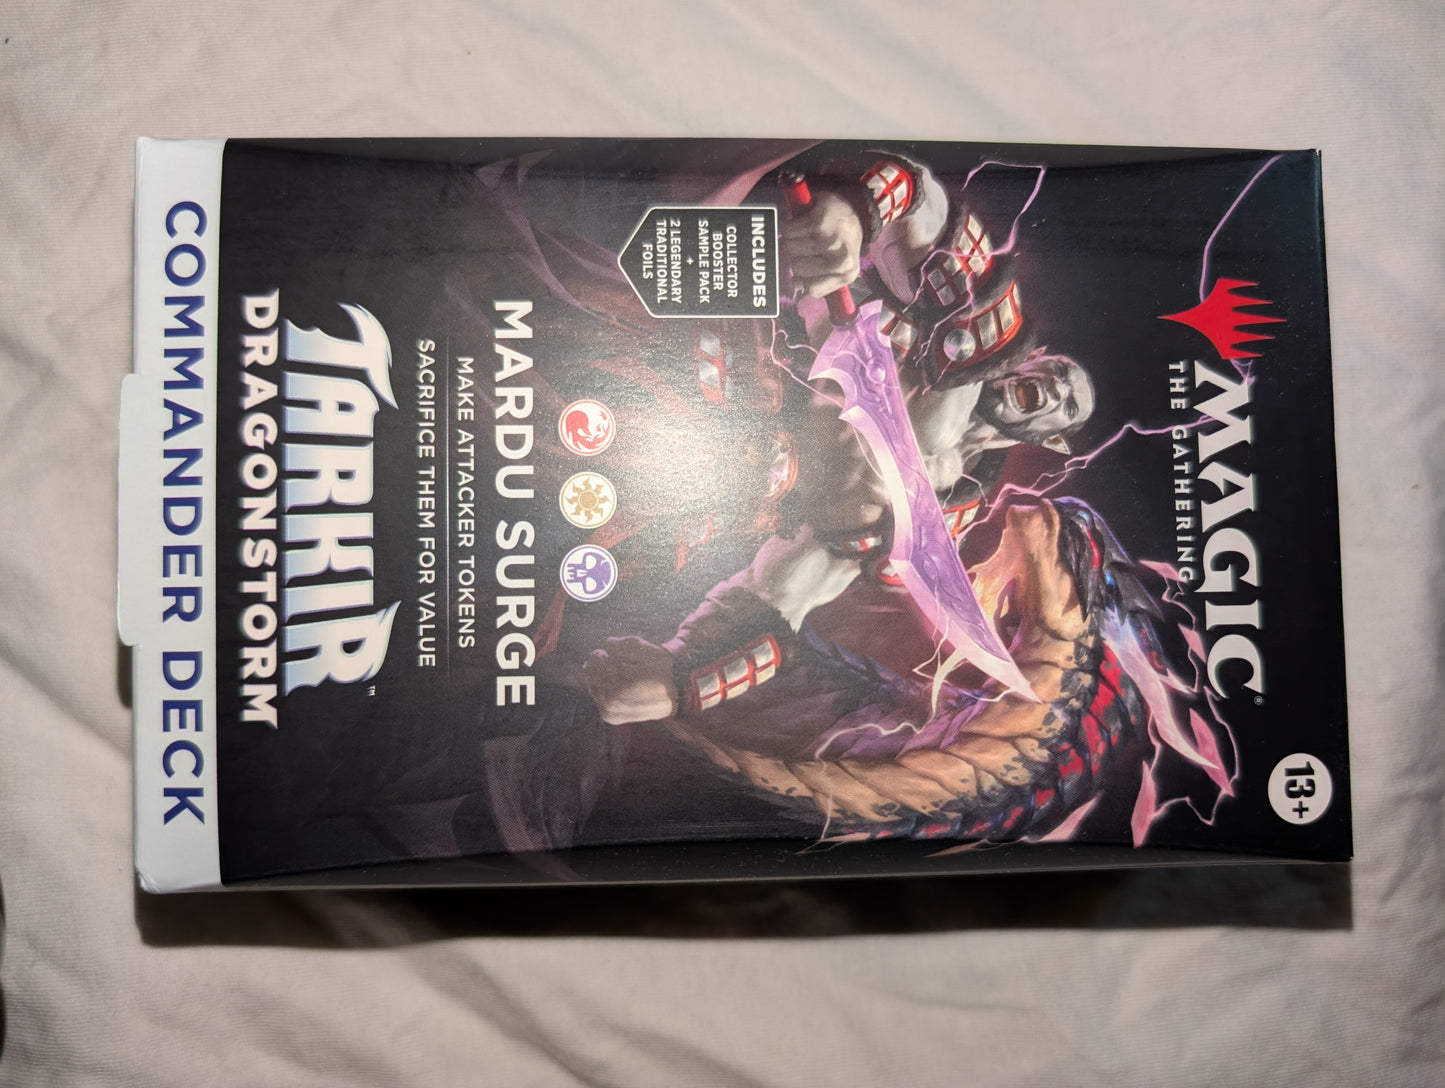 MAGIC®
THE GATHERING
13+
INCLUDES
COLLECTOR
BOOSTER
SAMPLE PACK
+
2 LEGENDARY
TRADITIONAL
FOILS
MARDU SURGE
MAKE ATTACKER TOKENS
SACRIFICE THEM FOR VALUE
TARKIR™
DRAGONSTORM
COMMANDER DECK